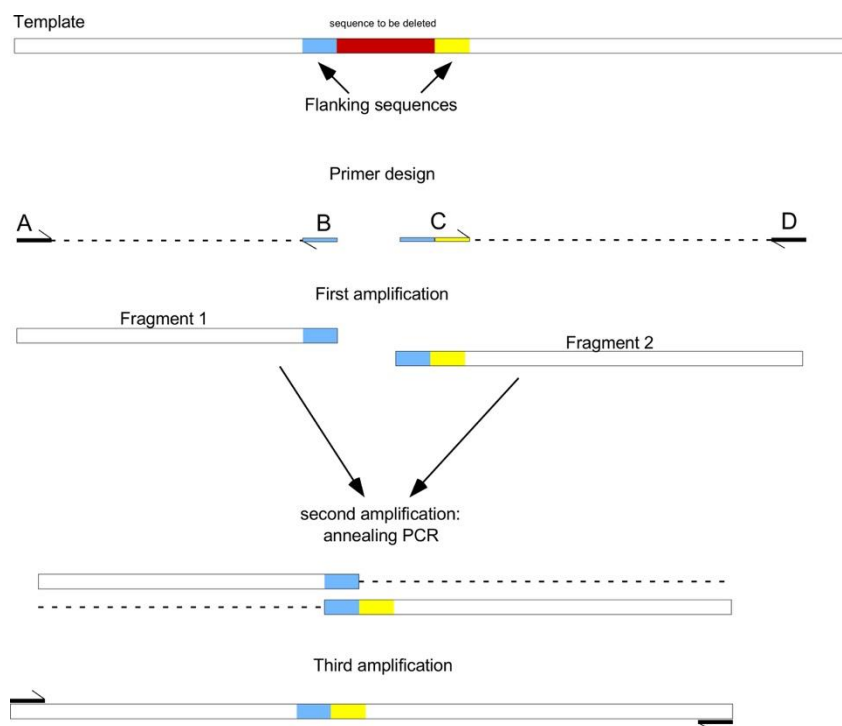 Template
sequence to be deleted
Flanking sequences
Primer design
A B C D
First amplification
Fragment 1
Fragment 2
second amplification:
annealing PCR
Third amplification